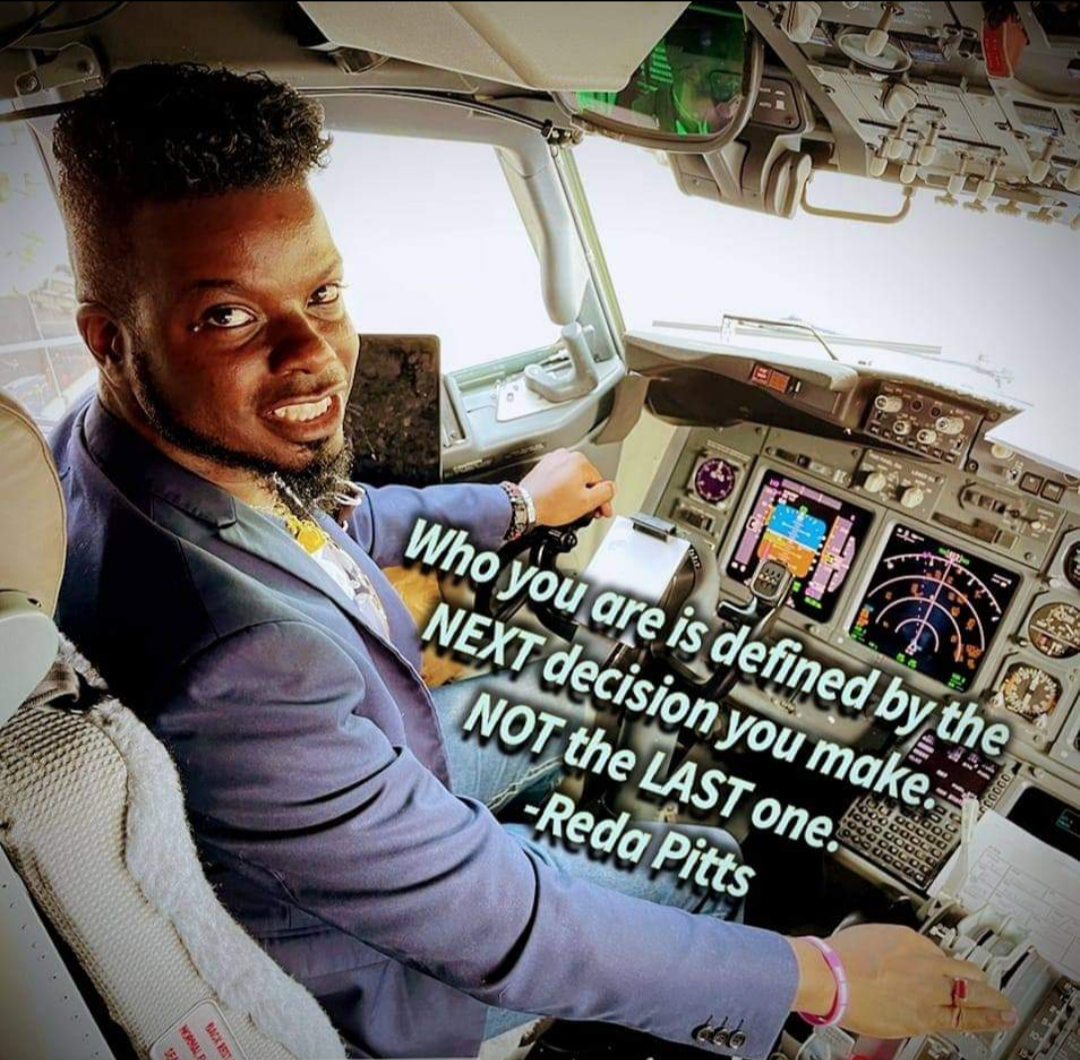 Who you are is defined by the
NEXT decision you make.
NOT the LAST one.
-Reda Pitts